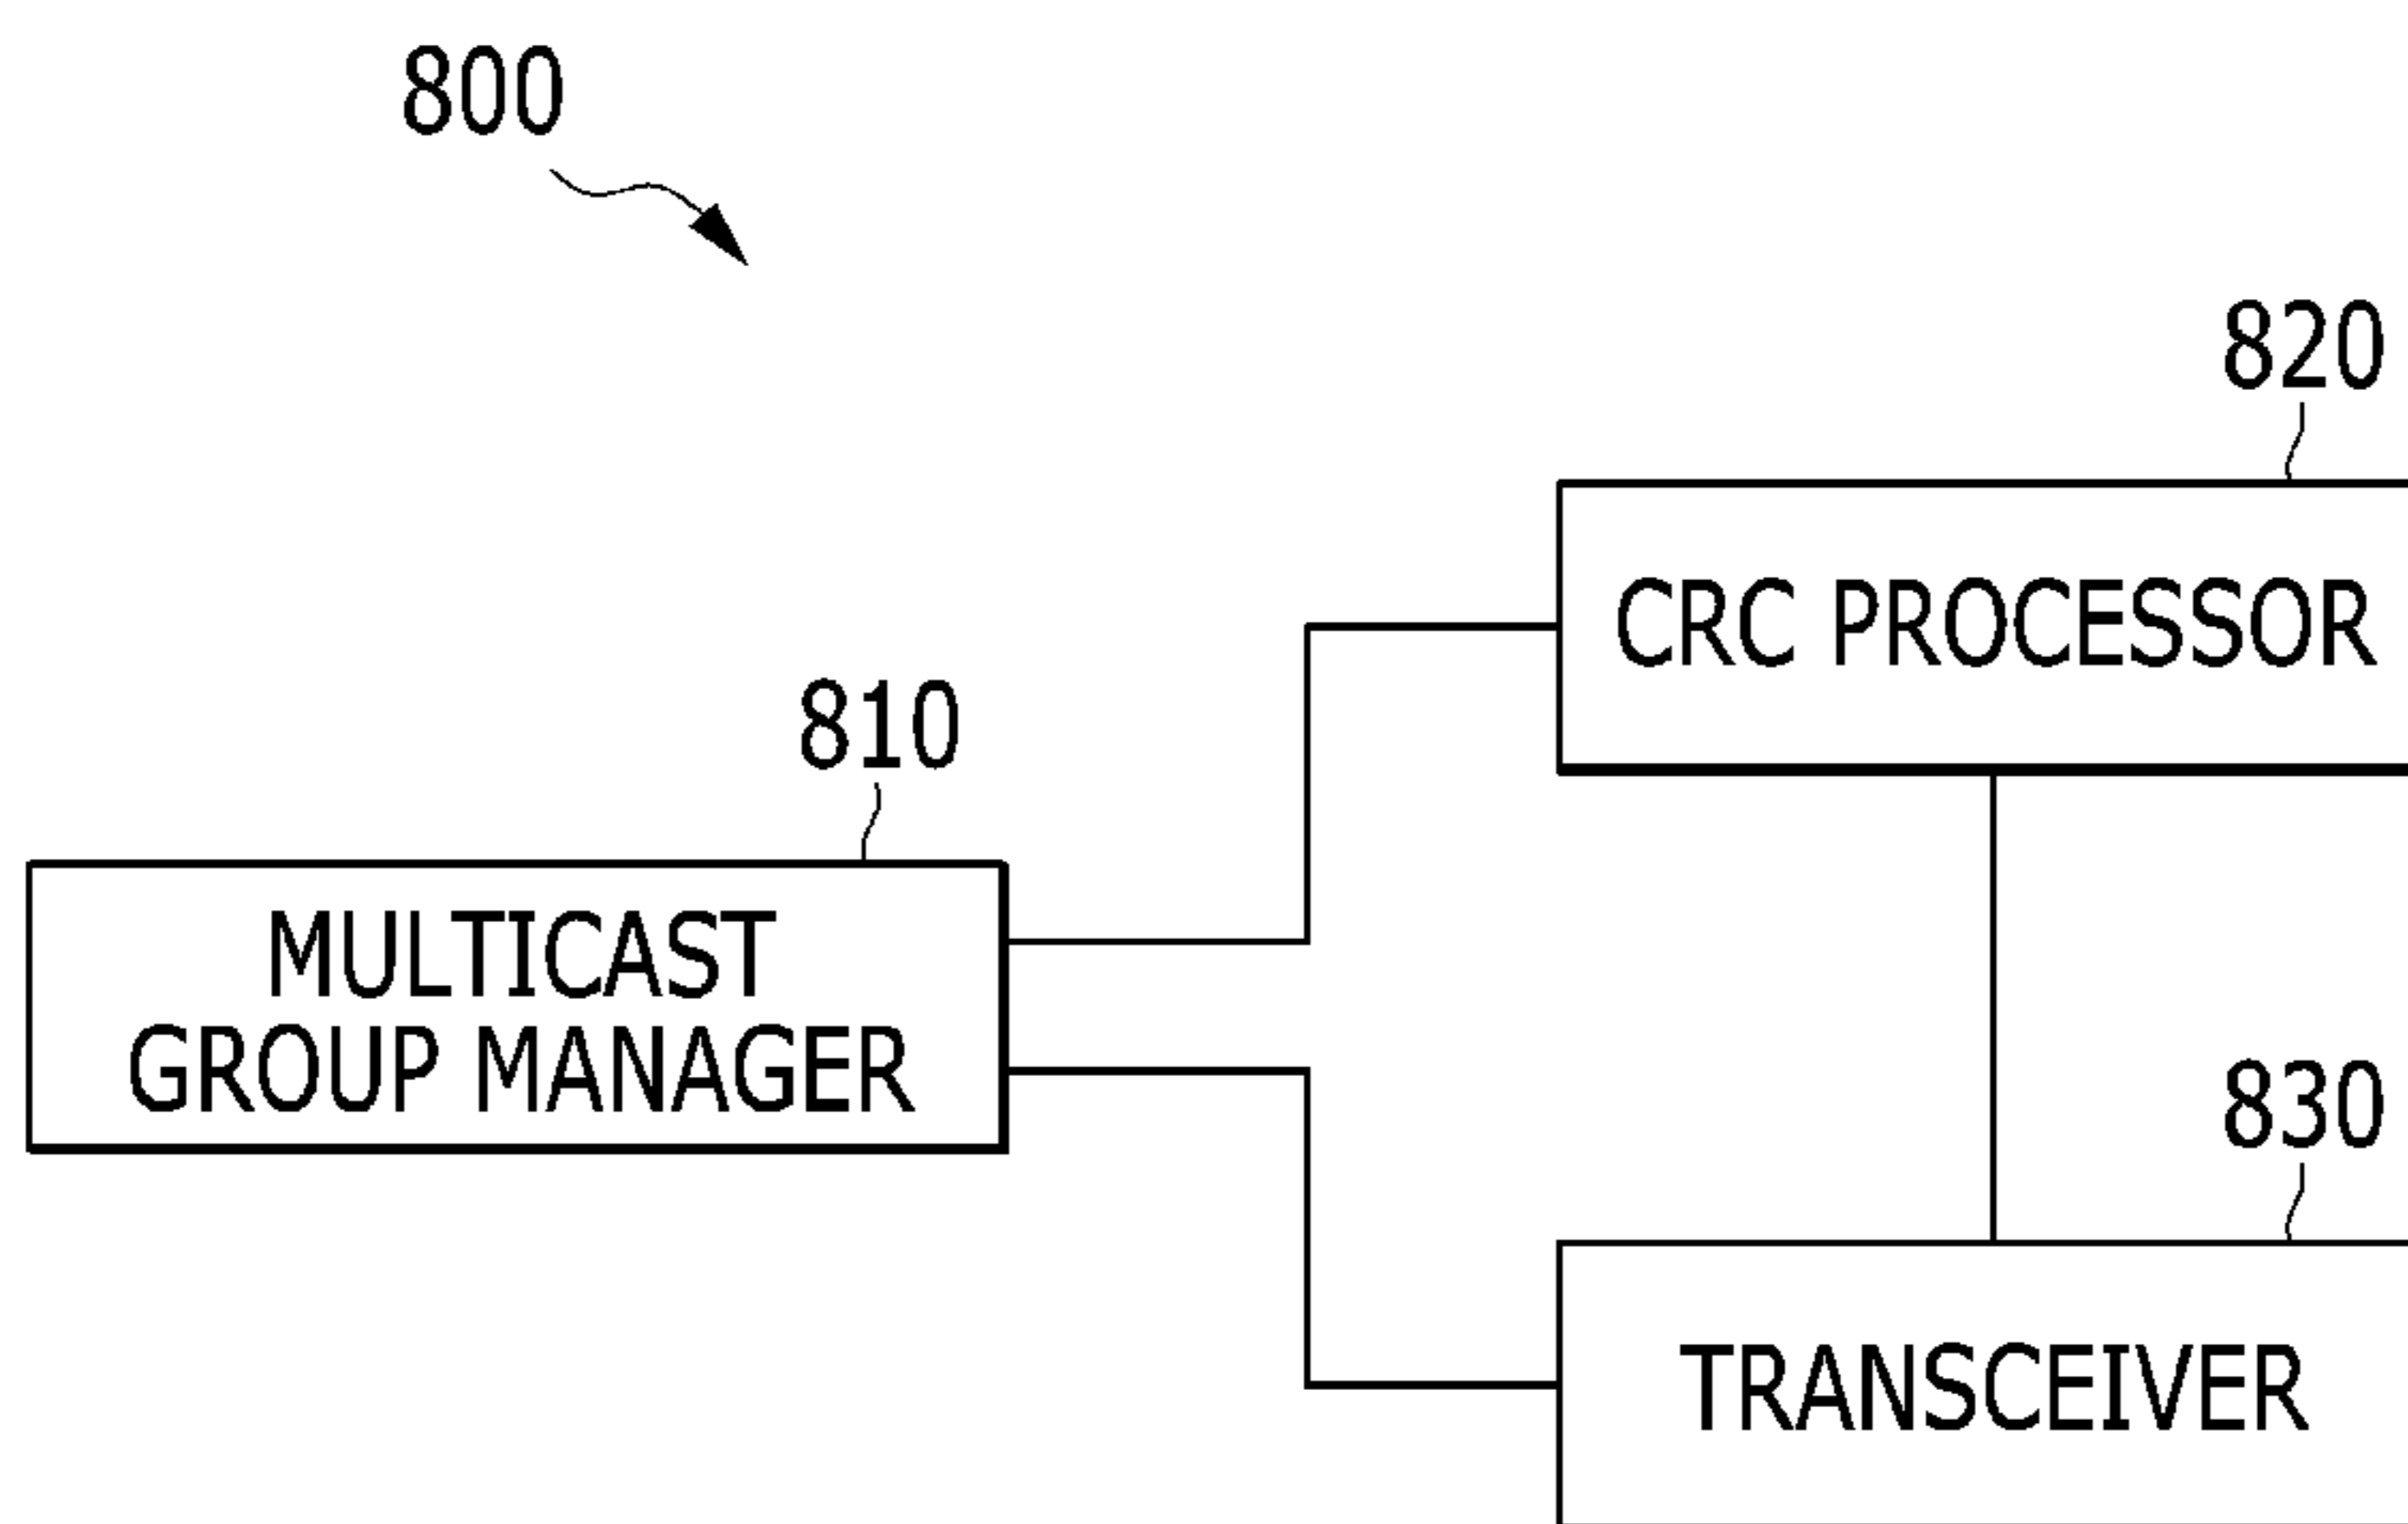 800
820
CRC PROCESSOR
810
MULTICAST
GROUP MANAGER
830
TRANSCEIVER